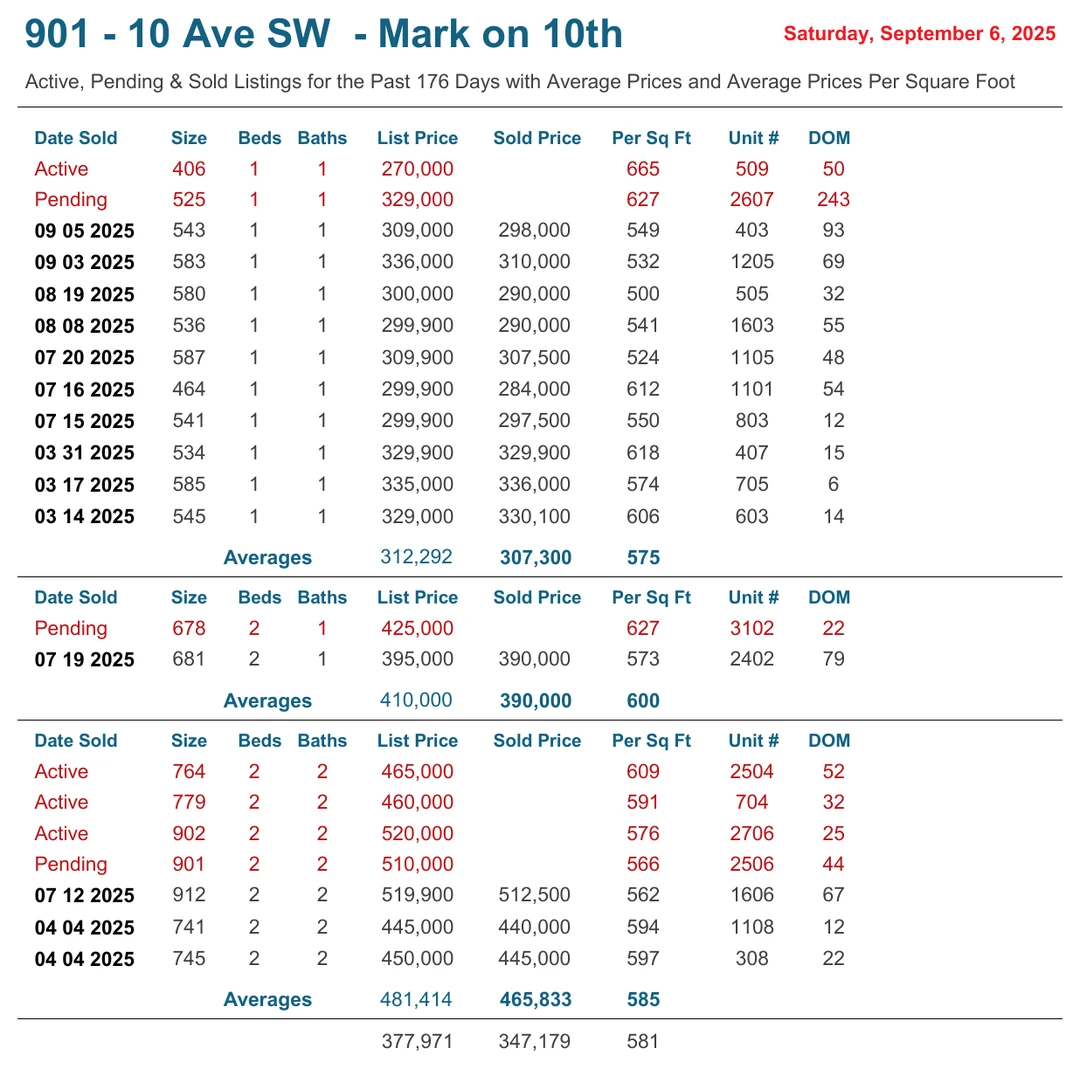 901 - 10 Ave SW - Mark on 10th Saturday, September 6, 2025
Active, Pending & Sold Listings for the Past 176 Days with Average Prices and Average Prices Per Square Foot
Date Sold Size Beds Baths List Price Sold Price Per Sq Ft Unit # DOM
Active 406 1 1 270,000 665 509 50
Pending 525 1 1 329,000 627 2607 243
09 05 2025 543 1 1 309,000 298,000 549 403 93
09 03 2025 583 1 1 336,000 310,000 532 1205 69
08 19 2025 580 1 1 300,000 290,000 500 505 32
08 08 2025 536 1 1 299,900 290,000 541 1603 55
07 20 2025 587 1 1 309,900 307,500 524 1105 48
07 16 2025 464 1 1 299,900 284,000 612 1101 54
07 15 2025 541 1 1 299,900 297,500 550 803 12
03 31 2025 534 1 1 329,900 329,900 618 407 15
03 17 2025 585 1 1 335,000 336,000 574 705 6
03 14 2025 545 1 1 329,000 330,100 606 603 14
Averages 312,292 307,300 575
Date Sold Size Beds Baths List Price Sold Price Per Sq Ft Unit # DOM
Pending 678 2 1 425,000 627 3102 22
07 19 2025 681 2 1 395,000 390,000 573 2402 79
Averages 410,000 390,000 600
Date Sold Size Beds Baths List Price Sold Price Per Sq Ft Unit # DOM
Active 764 2 2 465,000 609 2504 52
Active 779 2 2 460,000 591 704 32
Active 902 2 2 520,000 576 2706 25
Pending 901 2 2 510,000 566 2506 44
07 12 2025 912 2 2 519,900 512,500 562 1606 67
04 04 2025 741 2 2 445,000 440,000 594 1108 12
04 04 2025 745 2 2 450,000 445,000 597 308 22
Averages 481,414 465,833 585
377,971 347,179 581